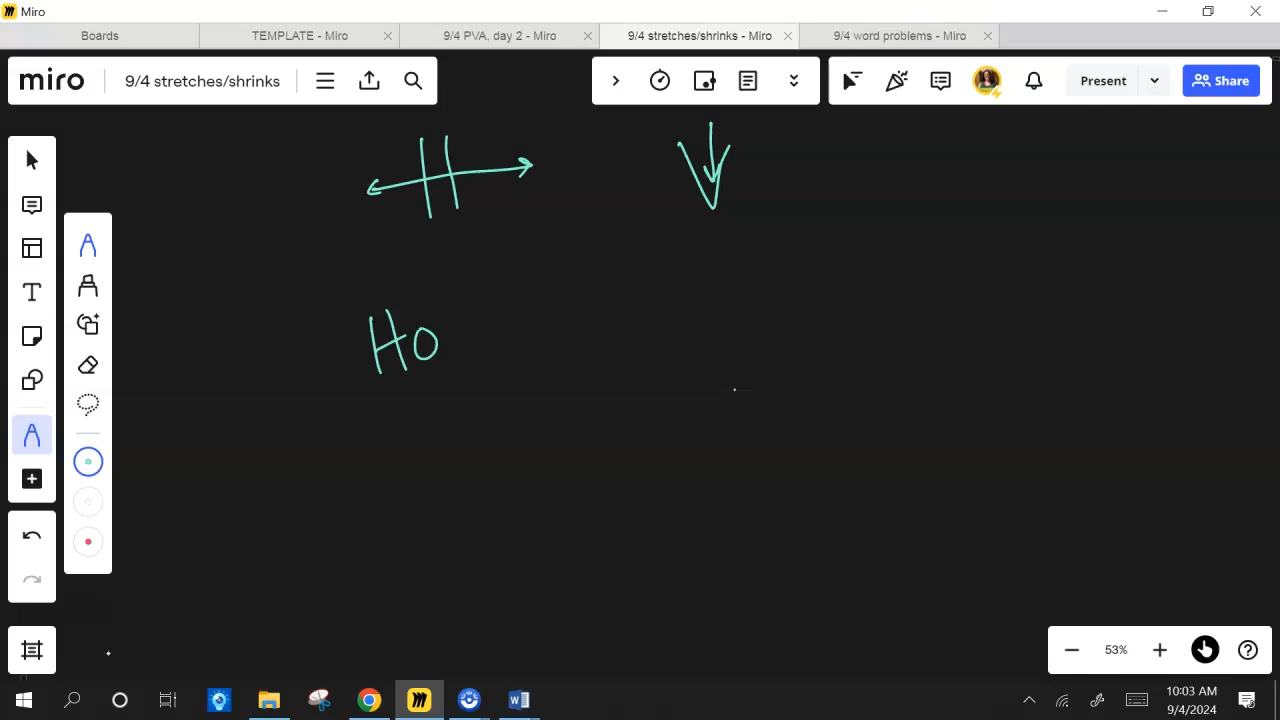 Miro
Boards
TEMPLATE - Miro
9/4 PVA, day 2 - Miro
9/4 stretches/shrinks - Miro
9/4 word problems - Miro
miro
9/4 stretches/shrinks
Present
Share
H
V
Ho
53%
10:03 AM
9/4/2024